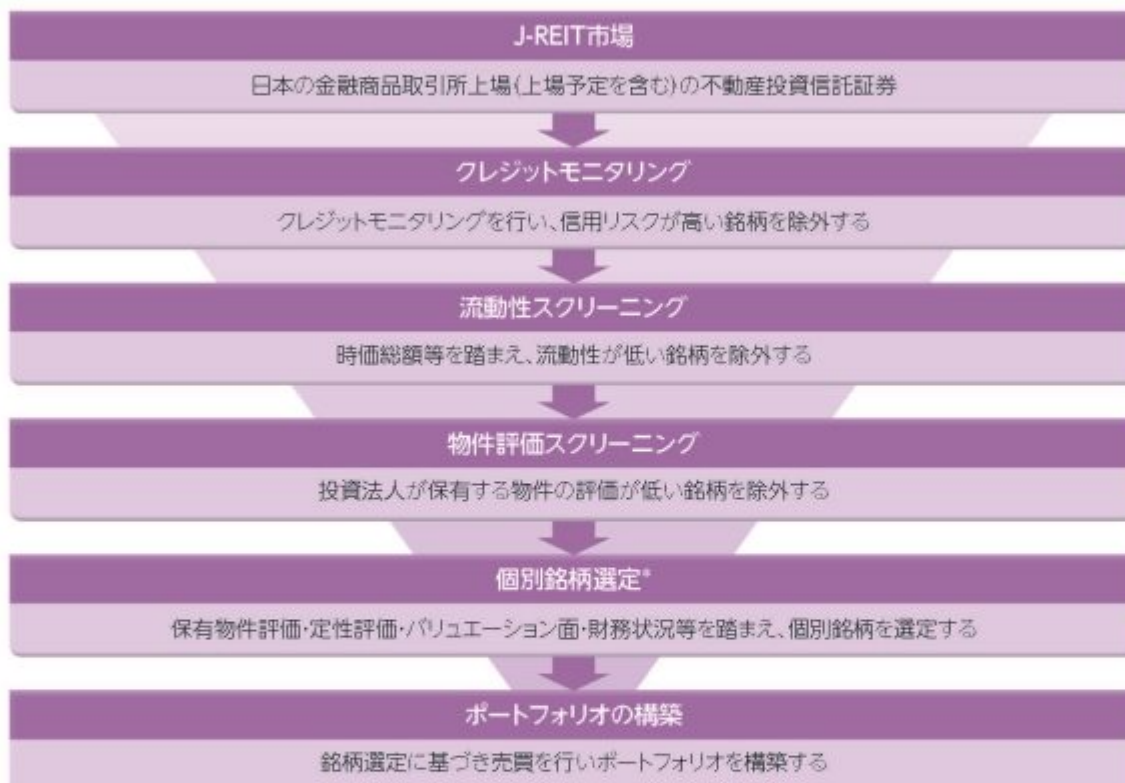 J-REIT市場
日本の金融商品取引所上場(上場予定を含む)の不動産投資信託証券
クレジットモニタリング
クレジットモニタリングを行い、信用リスクが高い銘柄を除外する
流動性スクリーニング
時価総額等を踏まえ、流動性が低い銘柄を除外する
物件評価スクリーニング
投資法人が保有する物件の評価が低い銘柄を除外する
個別銘柄選定*
保有物件評価・定性評価・バリュエーション面・財務状況等を踏まえ、個別銘柄を選定する
ポートフォリオの構築
銘柄選定に基づき売買を行いポートフォリオを構築する